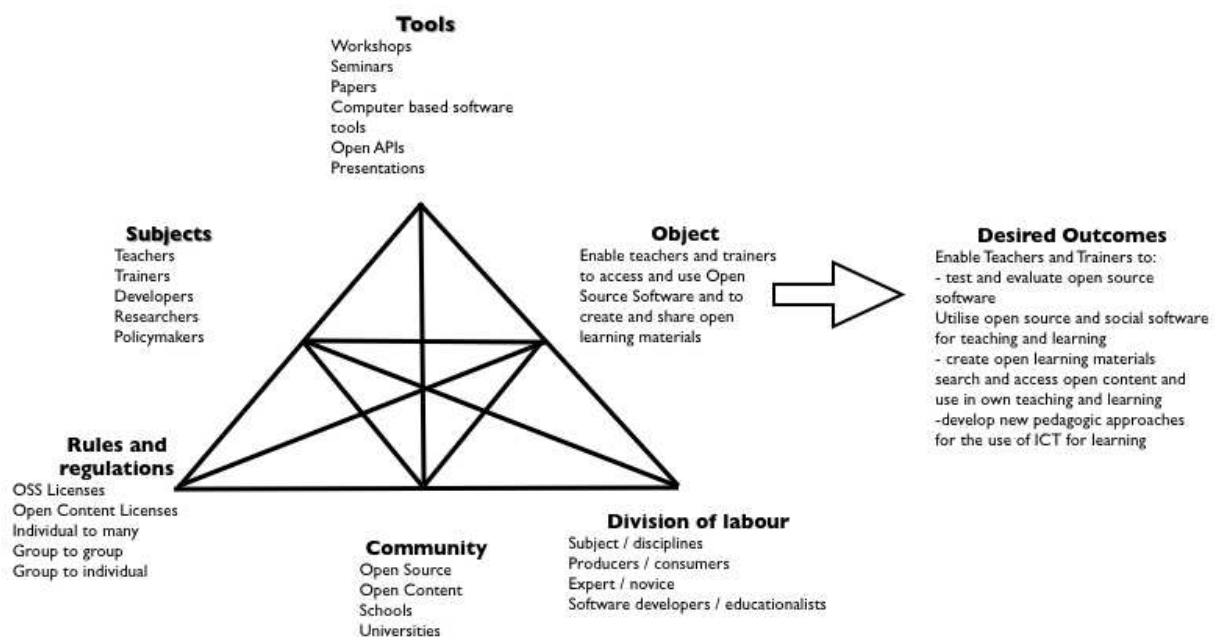 Tools
Workshops
Seminars
Papers
Computer based software
tools
Open APIs
Presentations
Subjects
Teachers
Trainers
Developers
Researchers
Policymakers
Object
Enable teachers and trainers
to access and use Open
Source Software and to
create and share open
learning materials
Desired Outcomes
Enable Teachers and Trainers to:
- test and evaluate open source
software
Utilise open source and social software
for teaching and learning
- create open learning materials
search and access open content and
use in own teaching and learning
-develop new pedagogic approaches
for the use of ICT for learning
Rules and
regulations
OSS Licenses
Open Content Licenses
Individual to many
Group to group
Group to individual
Community
Open Source
Open Content
Schools
Universities
Division of labour
Subject / disciplines
Producers / consumers
Expert / novice
Software developers / educationalists